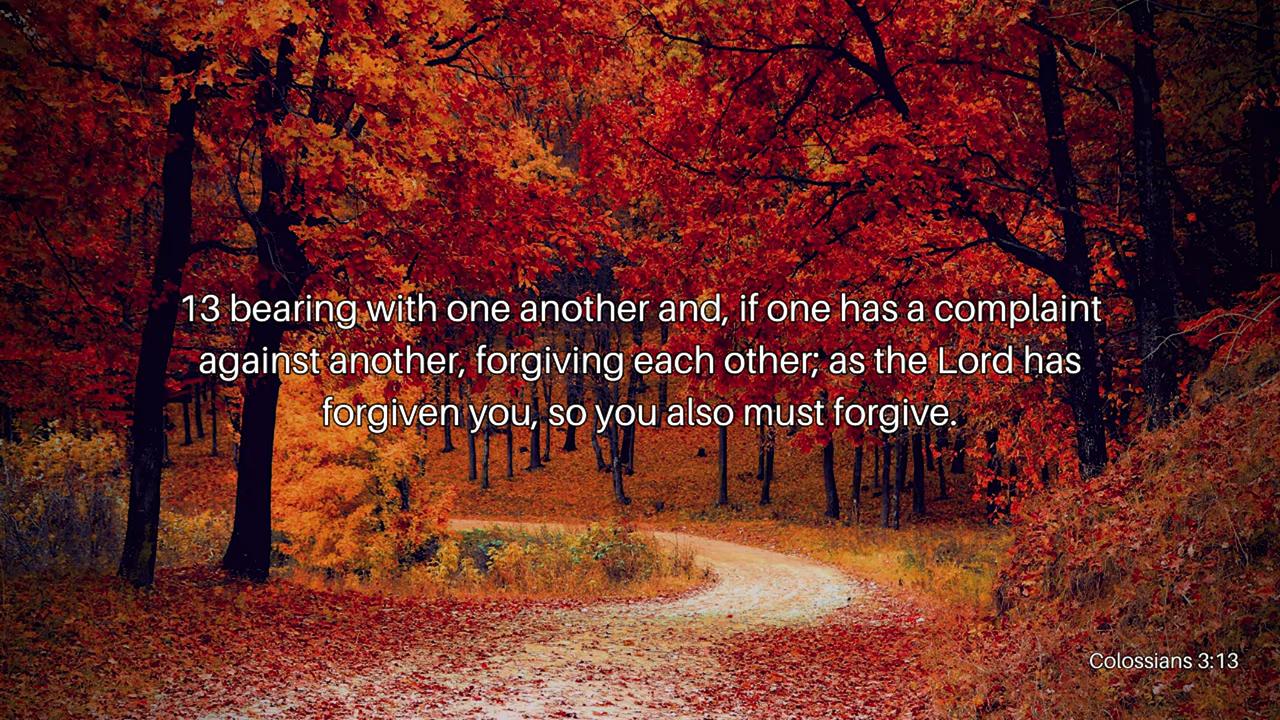 13 bearing with one another and, if one has a complaint
against another, forgiving each other; as the Lord has
forgiven you, so you also must forgive.
Colossians 3:13